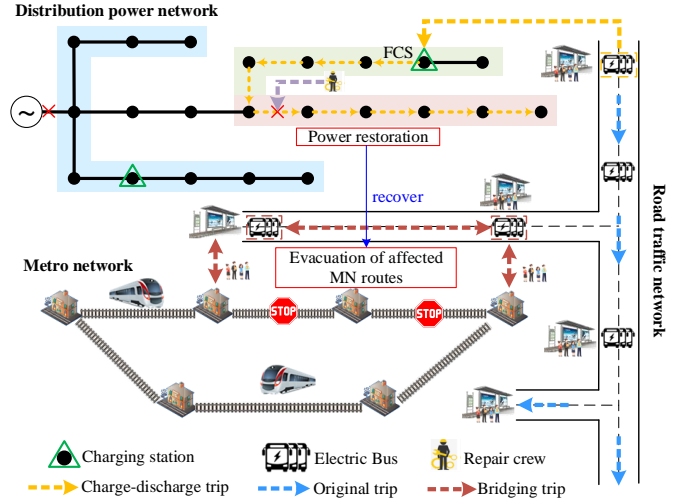 Distribution power network
FCS
~
Power restoration
recover
Road traffic network
Evacuation of affected
MN routes
Metro network
STOP
STOP
Charging station
Electric Bus
Repair crew
Charge-discharge trip
Original trip
Bridging trip